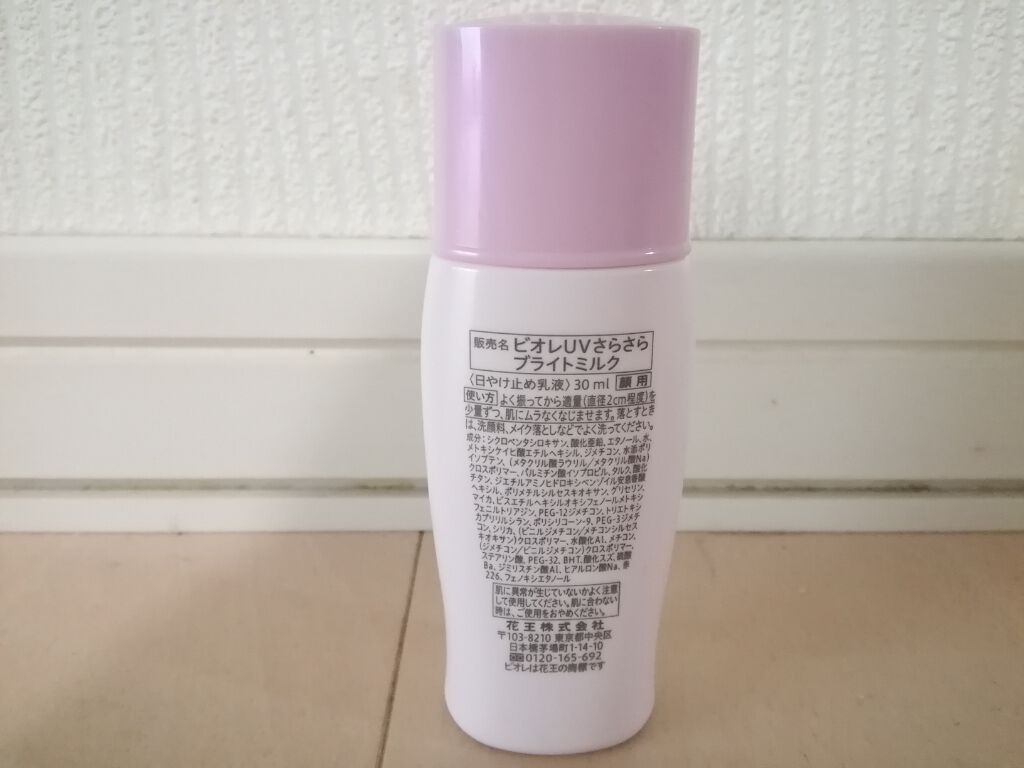 販売名 ビオレUVさらさら
ブライトミルク
〈日やけ止め乳液〉30ml 顔用
使い方 よく振ってから適量(直径2cm程度)を
少量ずつ、肌にムラなくなじませます。落とすとき
は、洗顔料、メイク落としなどでよく洗ってください。
成分：シクロペンタシロキサン、酸化亜鉛、エタノール、水、
メトキシケイヒ酸エチルヘキシル、ジメチコン、水添ポリ
イソブテン、(メタクリル酸ラウリル/メタクリル酸Na)
クロスポリマー、パルミチン酸イソプロピル、タルク、酸化
チタン、ジエチルアミノヒドロキシベンゾイル安息香酸
ヘキシル、ポリメチルシルセスキオキサン、グリセリン、
マイカ、ビスエチルヘキシルオキシフェノールメトキシ
フェニルトリアジン、PEG-12ジメチコン、トリエトキシ
カプリリルシラン、ポリシリコーン-9、PEG-3ジメチ
コン、シリカ、(ビニルジメチコン/メチコンシルセス
キオキサン)クロスポリマー、水酸化Al、メチコン、
(ジメチコン/ビニルジメチコン)クロスポリマー、
ステアリン酸、PEG-32、BHT、酸化スズ、硫酸
Ba、ジミリスチン酸Al、ヒアルロン酸Na、赤
226、フェノキシエタノール
肌に異常が生じていないかよく注意
して使用してください。肌に合わない
時は、ご使用をおやめください。
花王株式会社
〒103-8210 東京都中央区
日本橋茅場町1-14-10
0120-165-692
ビオレは花王の商標です